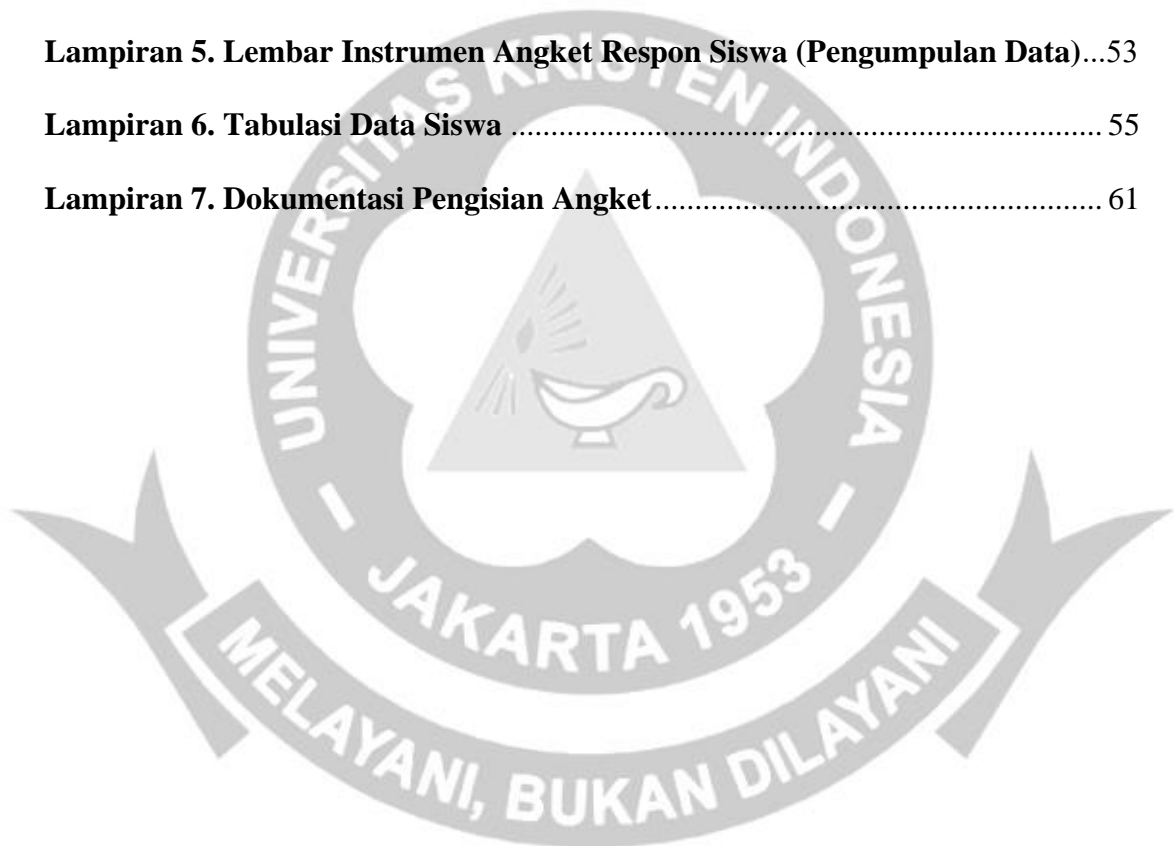 Lampiran 5. Lembar Instrumen Angket Respon Siswa (Pengumpulan Data)...53
Lampiran 6. Tabulasi Data Siswa ........................................................................... 55
Lampiran 7. Dokumentasi Pengisian Angket......................................................... 61
UNIVERSITAS KRISTEN INDONESIA
- JAKARTA 1953 -
MELAYANI, BUKAN DILAYANI